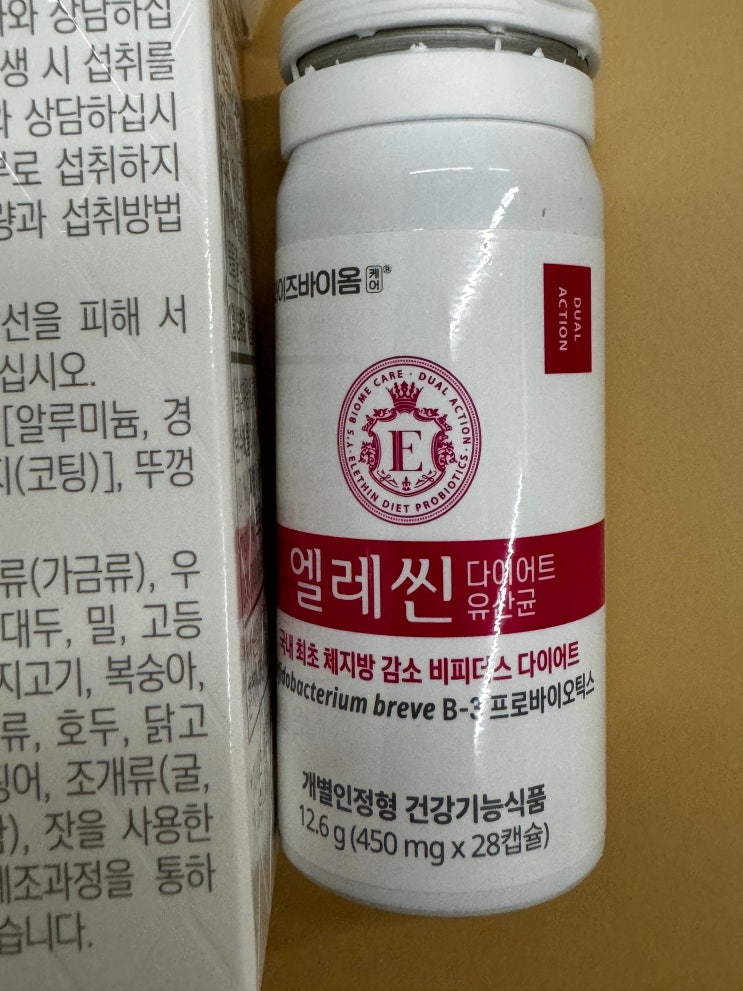 와 상담하십
생 시 섭취를
와 상담하십시
로 섭취하지
량과 섭취방법
선을 피해 서
십시오.
[알루미늄, 경
지(코팅)], 뚜껑
류(가금류), 우
대두, 밀, 고등
지고기, 복숭아,
류, 호두, 닭고
징어, 조개류(굴,
), 잣을 사용한
제조과정을 통하
습니다.
이즈바이옴 케어®
DUAL ACTION
Y'S BIOME CARE · DUAL ACTION · ELETHIN DIET PROBIOTICS ·
E
엘레씬 다이어트 유산균
국내 최초 체지방 감소 비피더스 다이어트
dobacterium breve B-3 프로바이오틱스
개별인정형 건강기능식품
12.6 g (450 mg x 28캡슐)